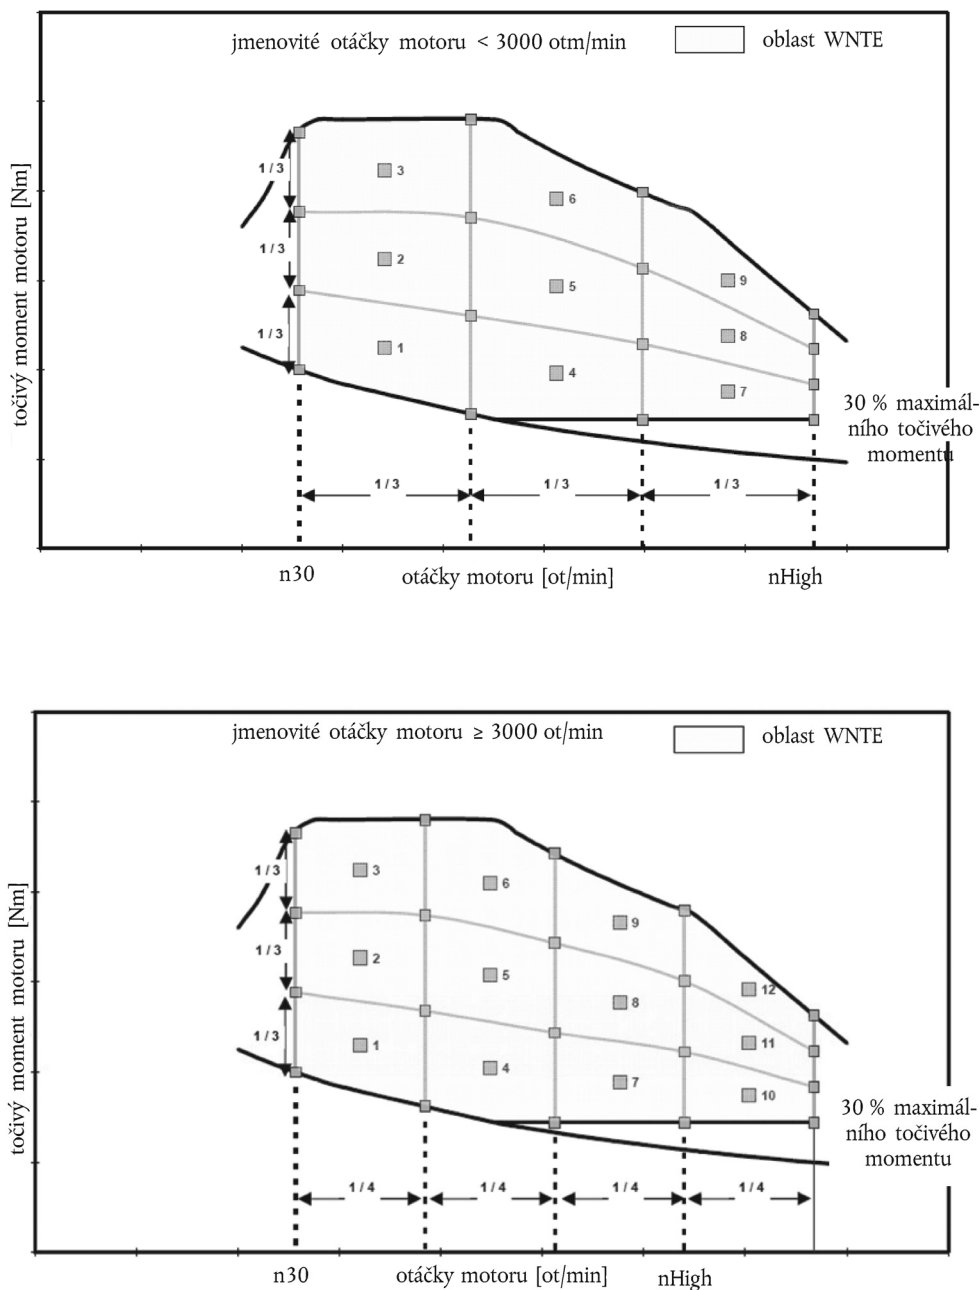 jmenovité otáčky motoru < 3000 otm/min
oblast WNTE
točivý moment motoru [Nm]
1 / 3
1 / 3
1 / 3
3
2
1
6
5
4
9
8
7
30 % maximál-
ního točivého
momentu
1 / 3
1 / 3
1 / 3
n30
otáčky motoru [ot/min]
nHigh
jmenovité otáčky motoru ≥ 3000 ot/min
oblast WNTE
točivý moment motoru [Nm]
1 / 3
1 / 3
1 / 3
3
2
1
6
5
4
9
8
7
12
11
10
30 % maximál-
ního točivého
momentu
1 / 4
1 / 4
1 / 4
1 / 4
n30
otáčky motoru [ot/min]
nHigh